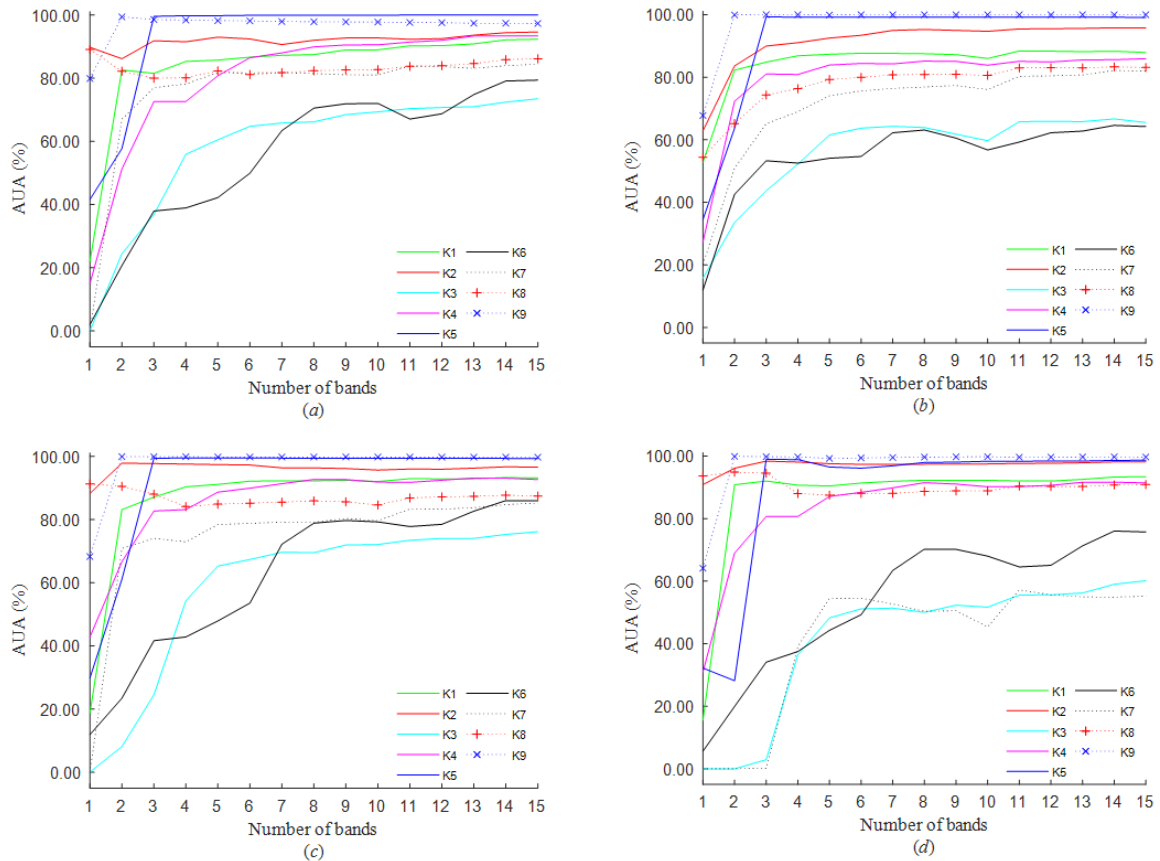 100.00
80.00
60.00
40.00
20.00
0.00
AUA (%)
K1 K6
K2 K7
K3 K8
K4 K9
K5
1 2 3 4 5 6 7 8 9 10 11 12 13 14 15
Number of bands
(a)
100.00
80.00
60.00
40.00
20.00
0.00
AUA (%)
K1 K6
K2 K7
K3 K8
K4 K9
K5
1 2 3 4 5 6 7 8 9 10 11 12 13 14 15
Number of bands
(b)
100.00
80.00
60.00
40.00
20.00
0.00
AUA (%)
K1 K6
K2 K7
K3 K8
K4 K9
K5
1 2 3 4 5 6 7 8 9 10 11 12 13 14 15
Number of bands
(c)
100.00
80.00
60.00
40.00
20.00
0.00
AUA (%)
K1 K6
K2 K7
K3 K8
K4 K9
K5
1 2 3 4 5 6 7 8 9 10 11 12 13 14 15
Number of bands
(d)